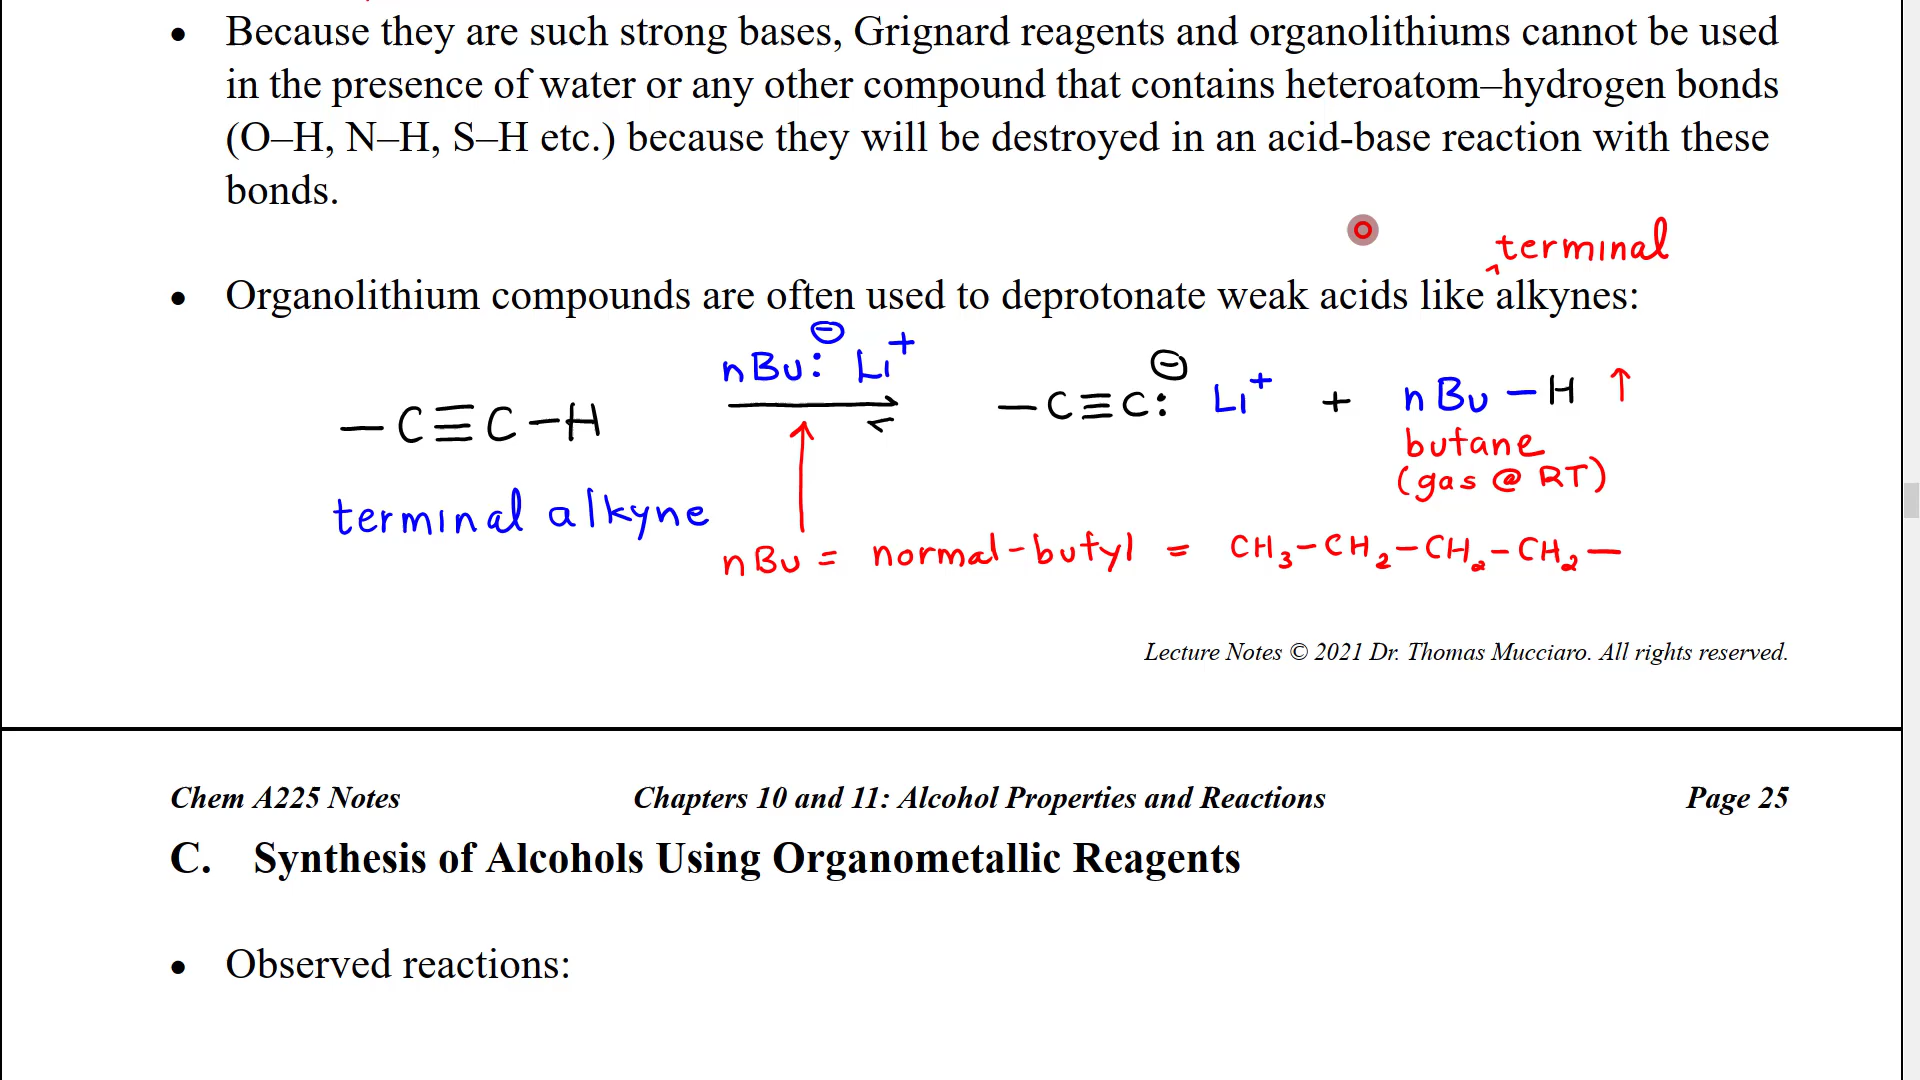 • Because they are such strong bases, Grignard reagents and organolithiums cannot be used
in the presence of water or any other compound that contains heteroatom–hydrogen bonds
(O–H, N–H, S–H etc.) because they will be destroyed in an acid-base reaction with these
bonds.
terminal
• Organolithium compounds are often used to deprotonate weak acids like ‸alkynes:
nBu:⊖ Li⁺
—C≡C—H ⇌ —C≡C:⊖ Li⁺ + nBu—H ↑
butane
(gas @ RT)
terminal alkyne
nBu = normal-butyl = CH₃–CH₂–CH₂–CH₂—
Lecture Notes © 2021 Dr. Thomas Mucciaro. All rights reserved.
Chem A225 Notes Chapters 10 and 11: Alcohol Properties and Reactions Page 25
C. Synthesis of Alcohols Using Organometallic Reagents
• Observed reactions: